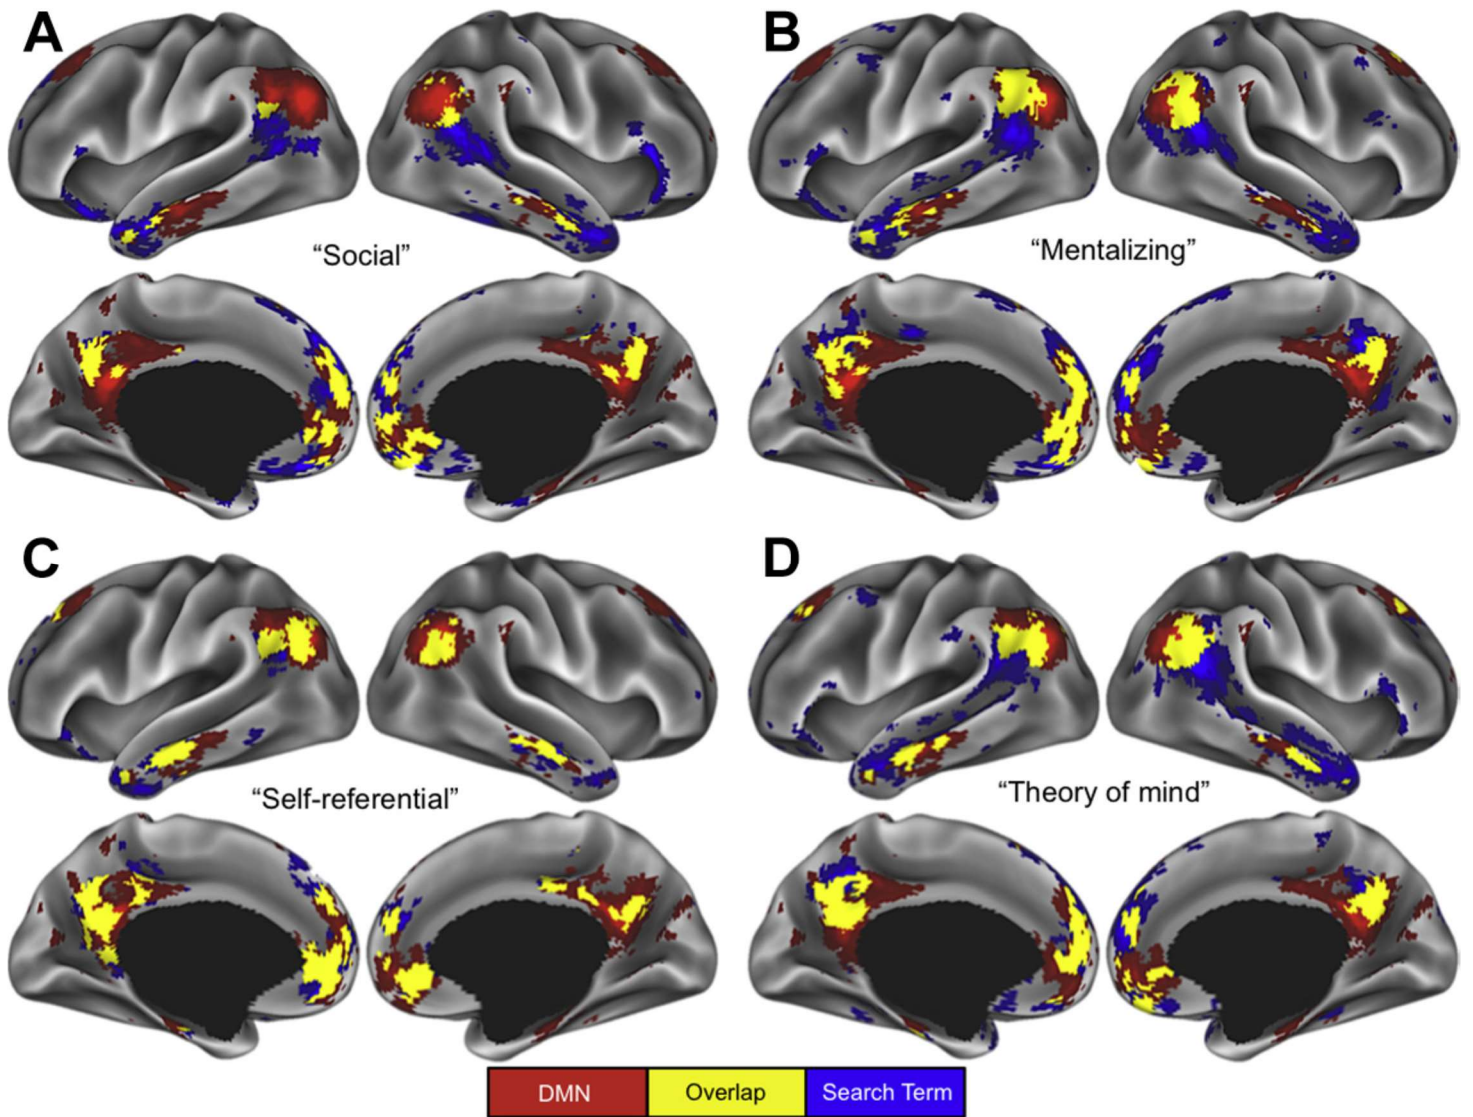 A
B
“Social”
“Mentalizing”
C
D
“Self-referential”
“Theory of mind”
DMN
Overlap
Search Term